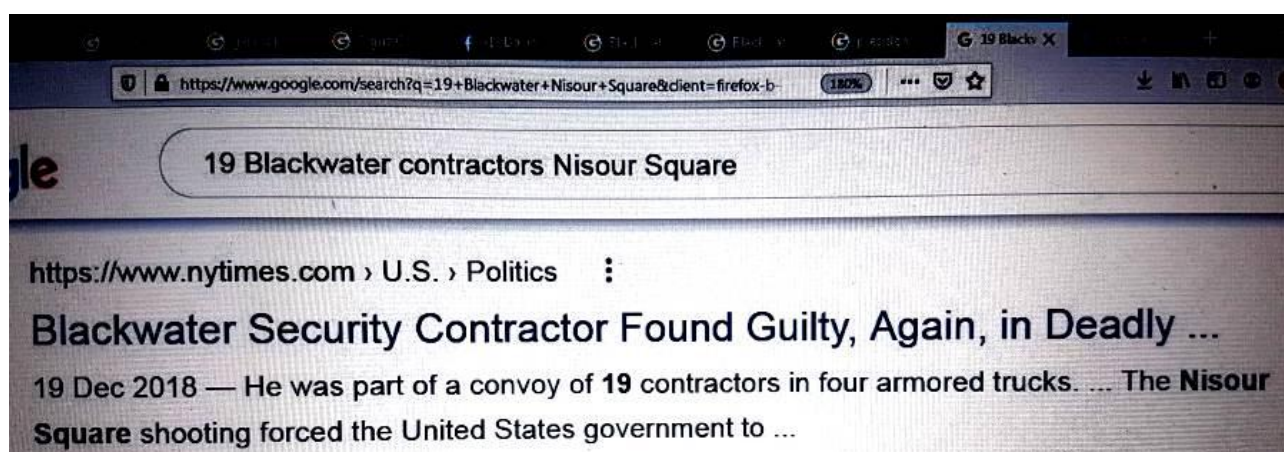 19 Blackw
https://www.google.com/search?q=19+Blackwater+Nisour+Square&client=firefox-b-
180%
gle
19 Blackwater contractors Nisour Square
https://www.nytimes.com › U.S. › Politics
Blackwater Security Contractor Found Guilty, Again, in Deadly ...
19 Dec 2018 — He was part of a convoy of 19 contractors in four armored trucks. ... The Nisour
Square shooting forced the United States government to ...